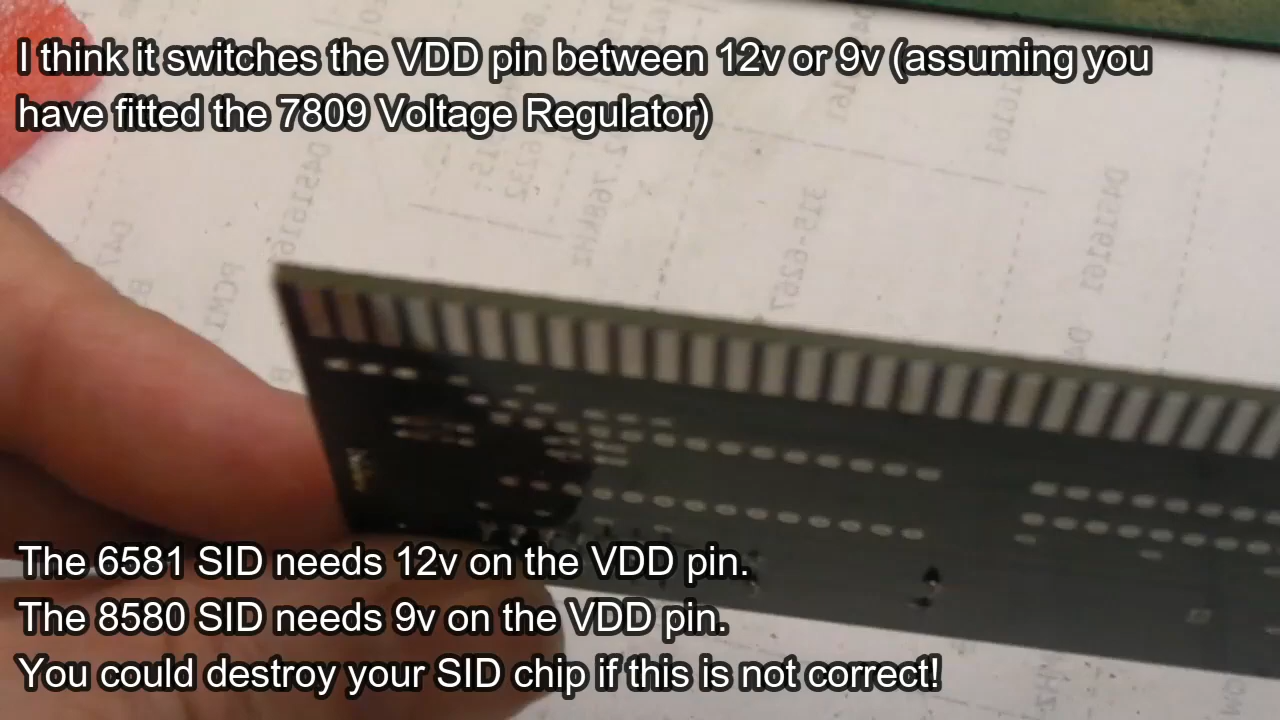 I think it switches the VDD pin between 12v or 9v (assuming you
have fitted the 7809 Voltage Regulator)
The 6581 SID needs 12v on the VDD pin.
The 8580 SID needs 9v on the VDD pin.
You could destroy your SID chip if this is not correct!